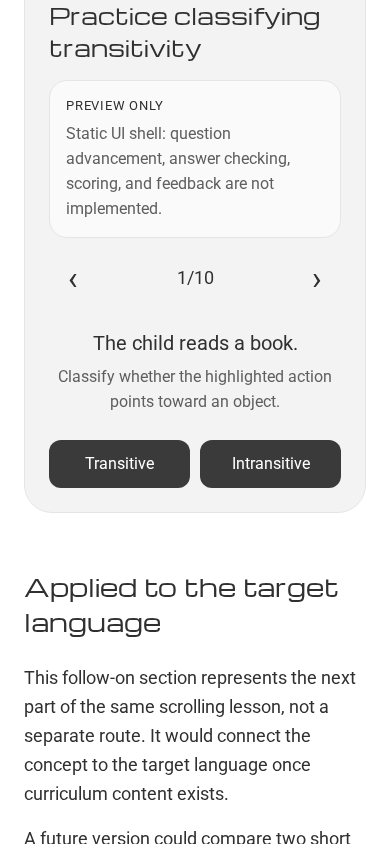 Practice classifying
transitivity
PREVIEW ONLY
Static UI shell: question
advancement, answer checking,
scoring, and feedback are not
implemented.
‹ 1/10 ›
The child reads a book.
Classify whether the highlighted action
points toward an object.
Transitive Intransitive
Applied to the target
language
This follow-on section represents the next
part of the same scrolling lesson, not a
separate route. It would connect the
concept to the target language once
curriculum content exists.
A future version could compare two short